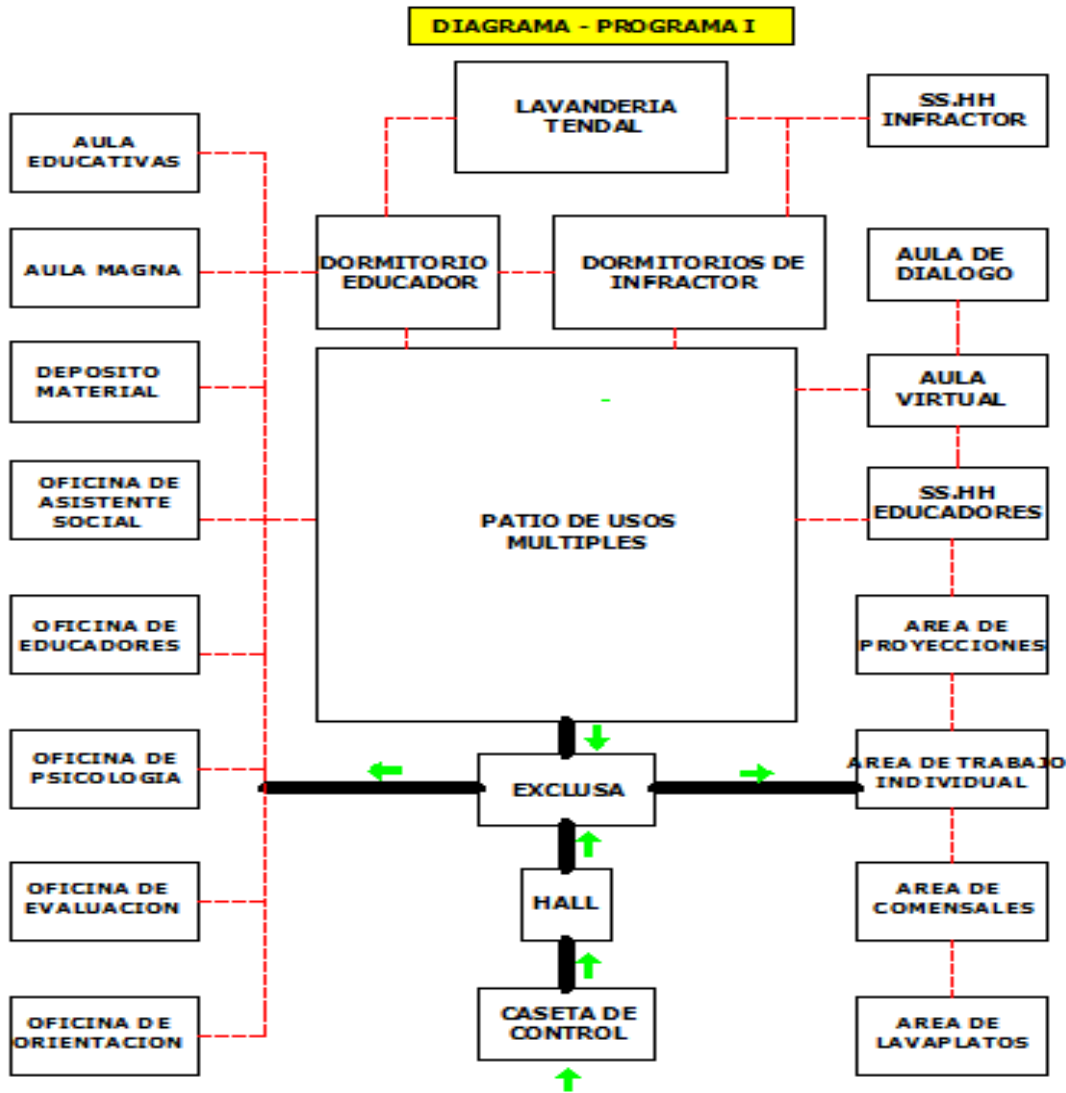 DIAGRAMA - PROGRAMA I
LAVANDERIA
TENDAL
SS.HH
INFRACTOR
AULA
EDUCATIVAS
AULA MAGNA
DORMITORIO
EDUCADOR
DORMITORIOS DE
INFRACTOR
AULA DE
DIALOGO
DEPOSITO
MATERIAL
AULA
VIRTUAL
OFICINA DE
ASISTENTE
SOCIAL
PATIO DE USOS
MULTIPLES
SS.HH
EDUCADORES
OFICINA DE
EDUCADORES
AREA DE
PROYECCIONES
OFICINA DE
PSICOLOGIA
EXCLUSA
AREA DE TRABAJO
INDIVIDUAL
OFICINA DE
EVALUACION
HALL
AREA DE
COMENSALES
OFICINA DE
ORIENTACION
CASETA DE
CONTROL
AREA DE
LAVAPLATOS